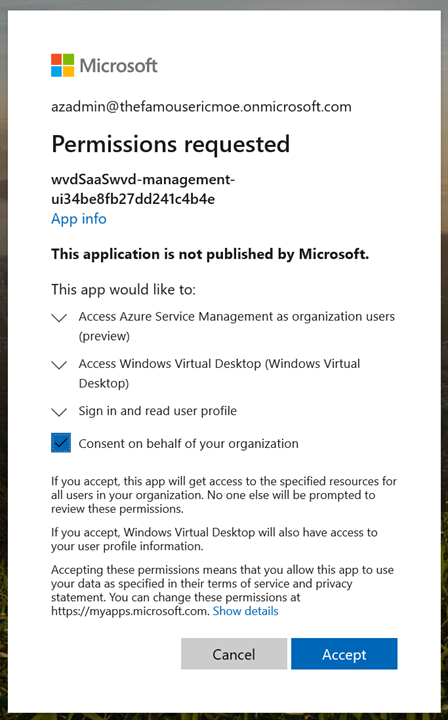 Microsoft
azadmin@thefamousericmoe.onmicrosoft.com
Permissions requested
wvdSaaSwvd-management-
ui34be8fb27dd241c4b4e
App info
This application is not published by Microsoft.
This app would like to:
Access Azure Service Management as organization users
(preview)
Access Windows Virtual Desktop (Windows Virtual
Desktop)
Sign in and read user profile
Consent on behalf of your organization
If you accept, this app will get access to the specified resources for
all users in your organization. No one else will be prompted to
review these permissions.
If you accept, Windows Virtual Desktop will also have access to
your user profile information.
Accepting these permissions means that you allow this app to use
your data as specified in their terms of service and privacy
statement. You can change these permissions at
https://myapps.microsoft.com. Show details
Cancel Accept